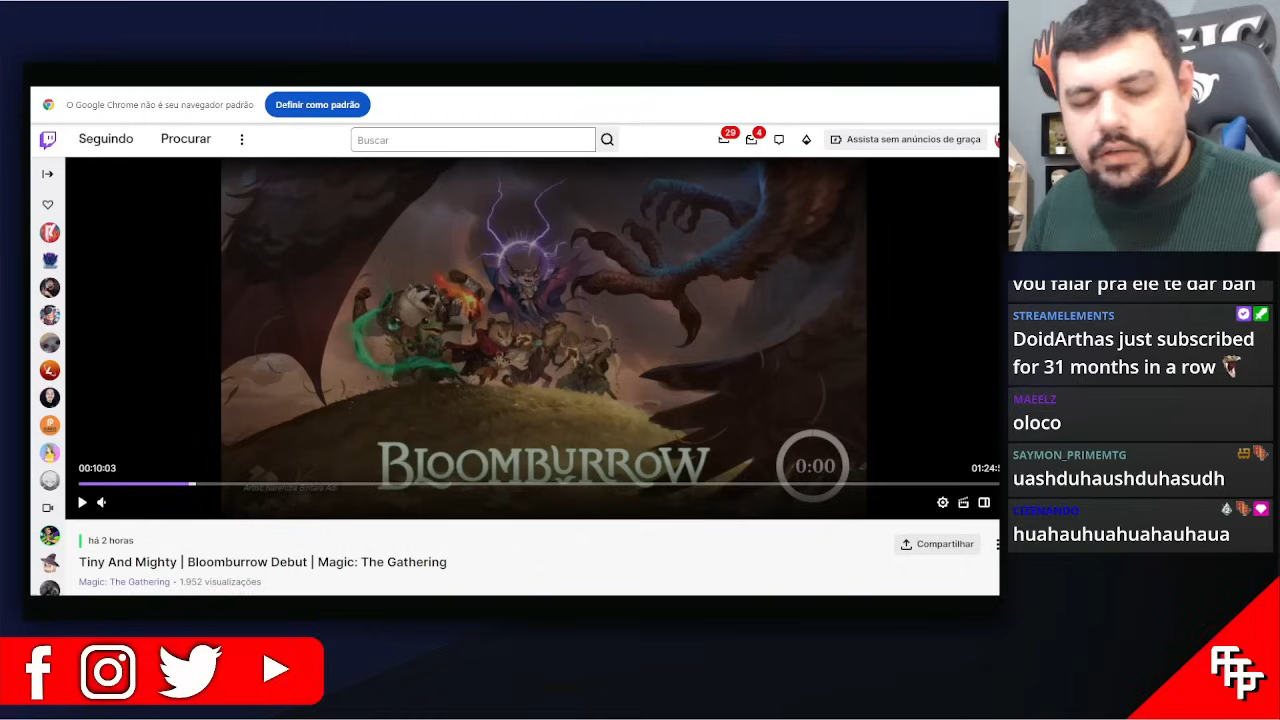 O Google Chrome não é seu navegador padrão
Definir como padrão
Seguindo
Procurar
Buscar
29
4
Assista sem anúncios de graça
BLOOMBURROW
0:00
00:10:03
01:24:5
há 2 horas
Compartilhar
Tiny And Mighty | Bloomburrow Debut | Magic: The Gathering
Magic: The Gathering • 1.952 visualizações
vou falar pra ele te dar ban
STREAMELEMENTS
DoidArthas just subscribed
for 31 months in a row
MAEELZ
oloco
SAYMON_PRIMEMTG
uashduhaushduhasudh
huahauhuahuahauhaua